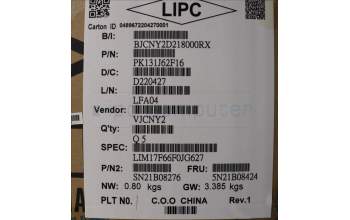 LIPC
Carton ID 0489672204270001
B/I:
BJCNY2D218000RX
P/N:
PK131J62F16
D/C:
D220427
L/N:
LFA04
Vendor:
VJCNY2
Q'ty:
Q 5
SPEC:
LIM17F66F0JG627
P/N2: FRU:
SN21B08276 5N21B08424
NW: 0.80 kgs GW: 3.385 kgs
PLT NO. C.O.O CHINA Rev.1